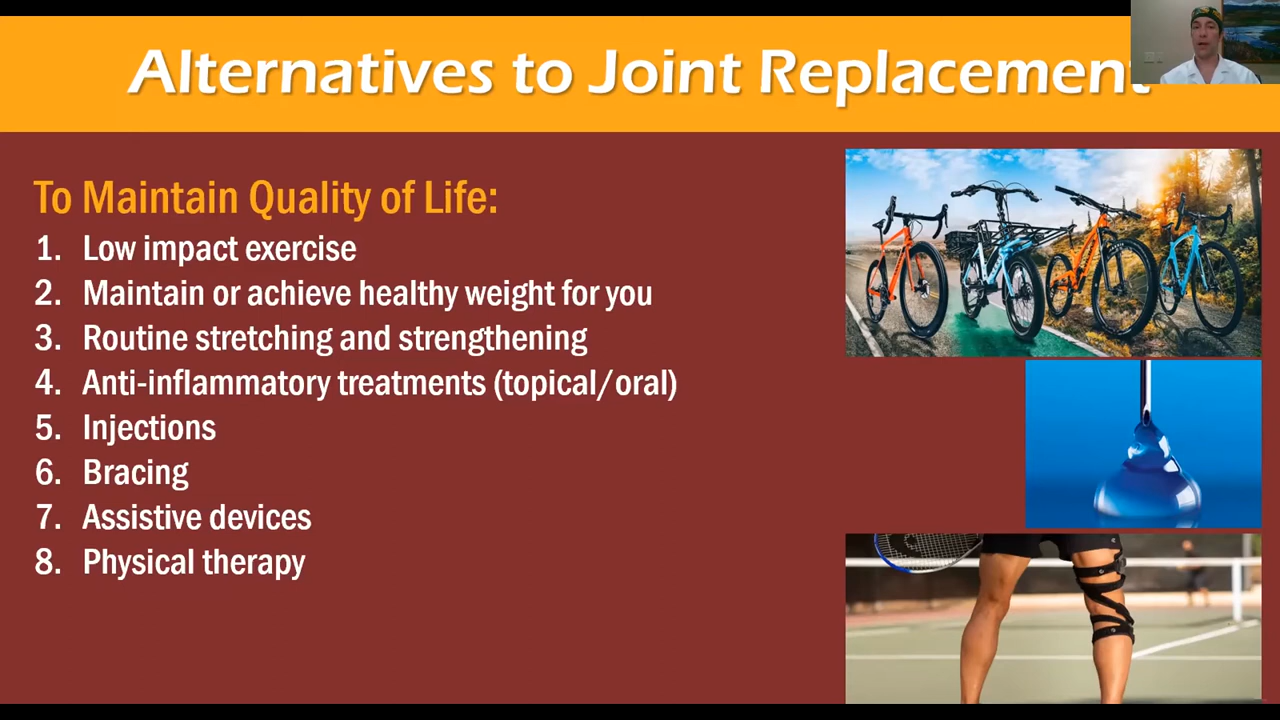 Alternatives to Joint Replacement
To Maintain Quality of Life:
1. Low impact exercise
2. Maintain or achieve healthy weight for you
3. Routine stretching and strengthening
4. Anti-inflammatory treatments (topical/oral)
5. Injections
6. Bracing
7. Assistive devices
8. Physical therapy